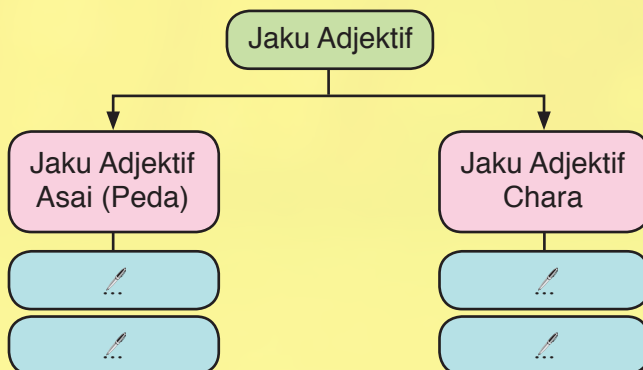 Jaku Adjektif
Jaku Adjektif
Asai (Peda)
Jaku Adjektif
Chara
...
...
...
...